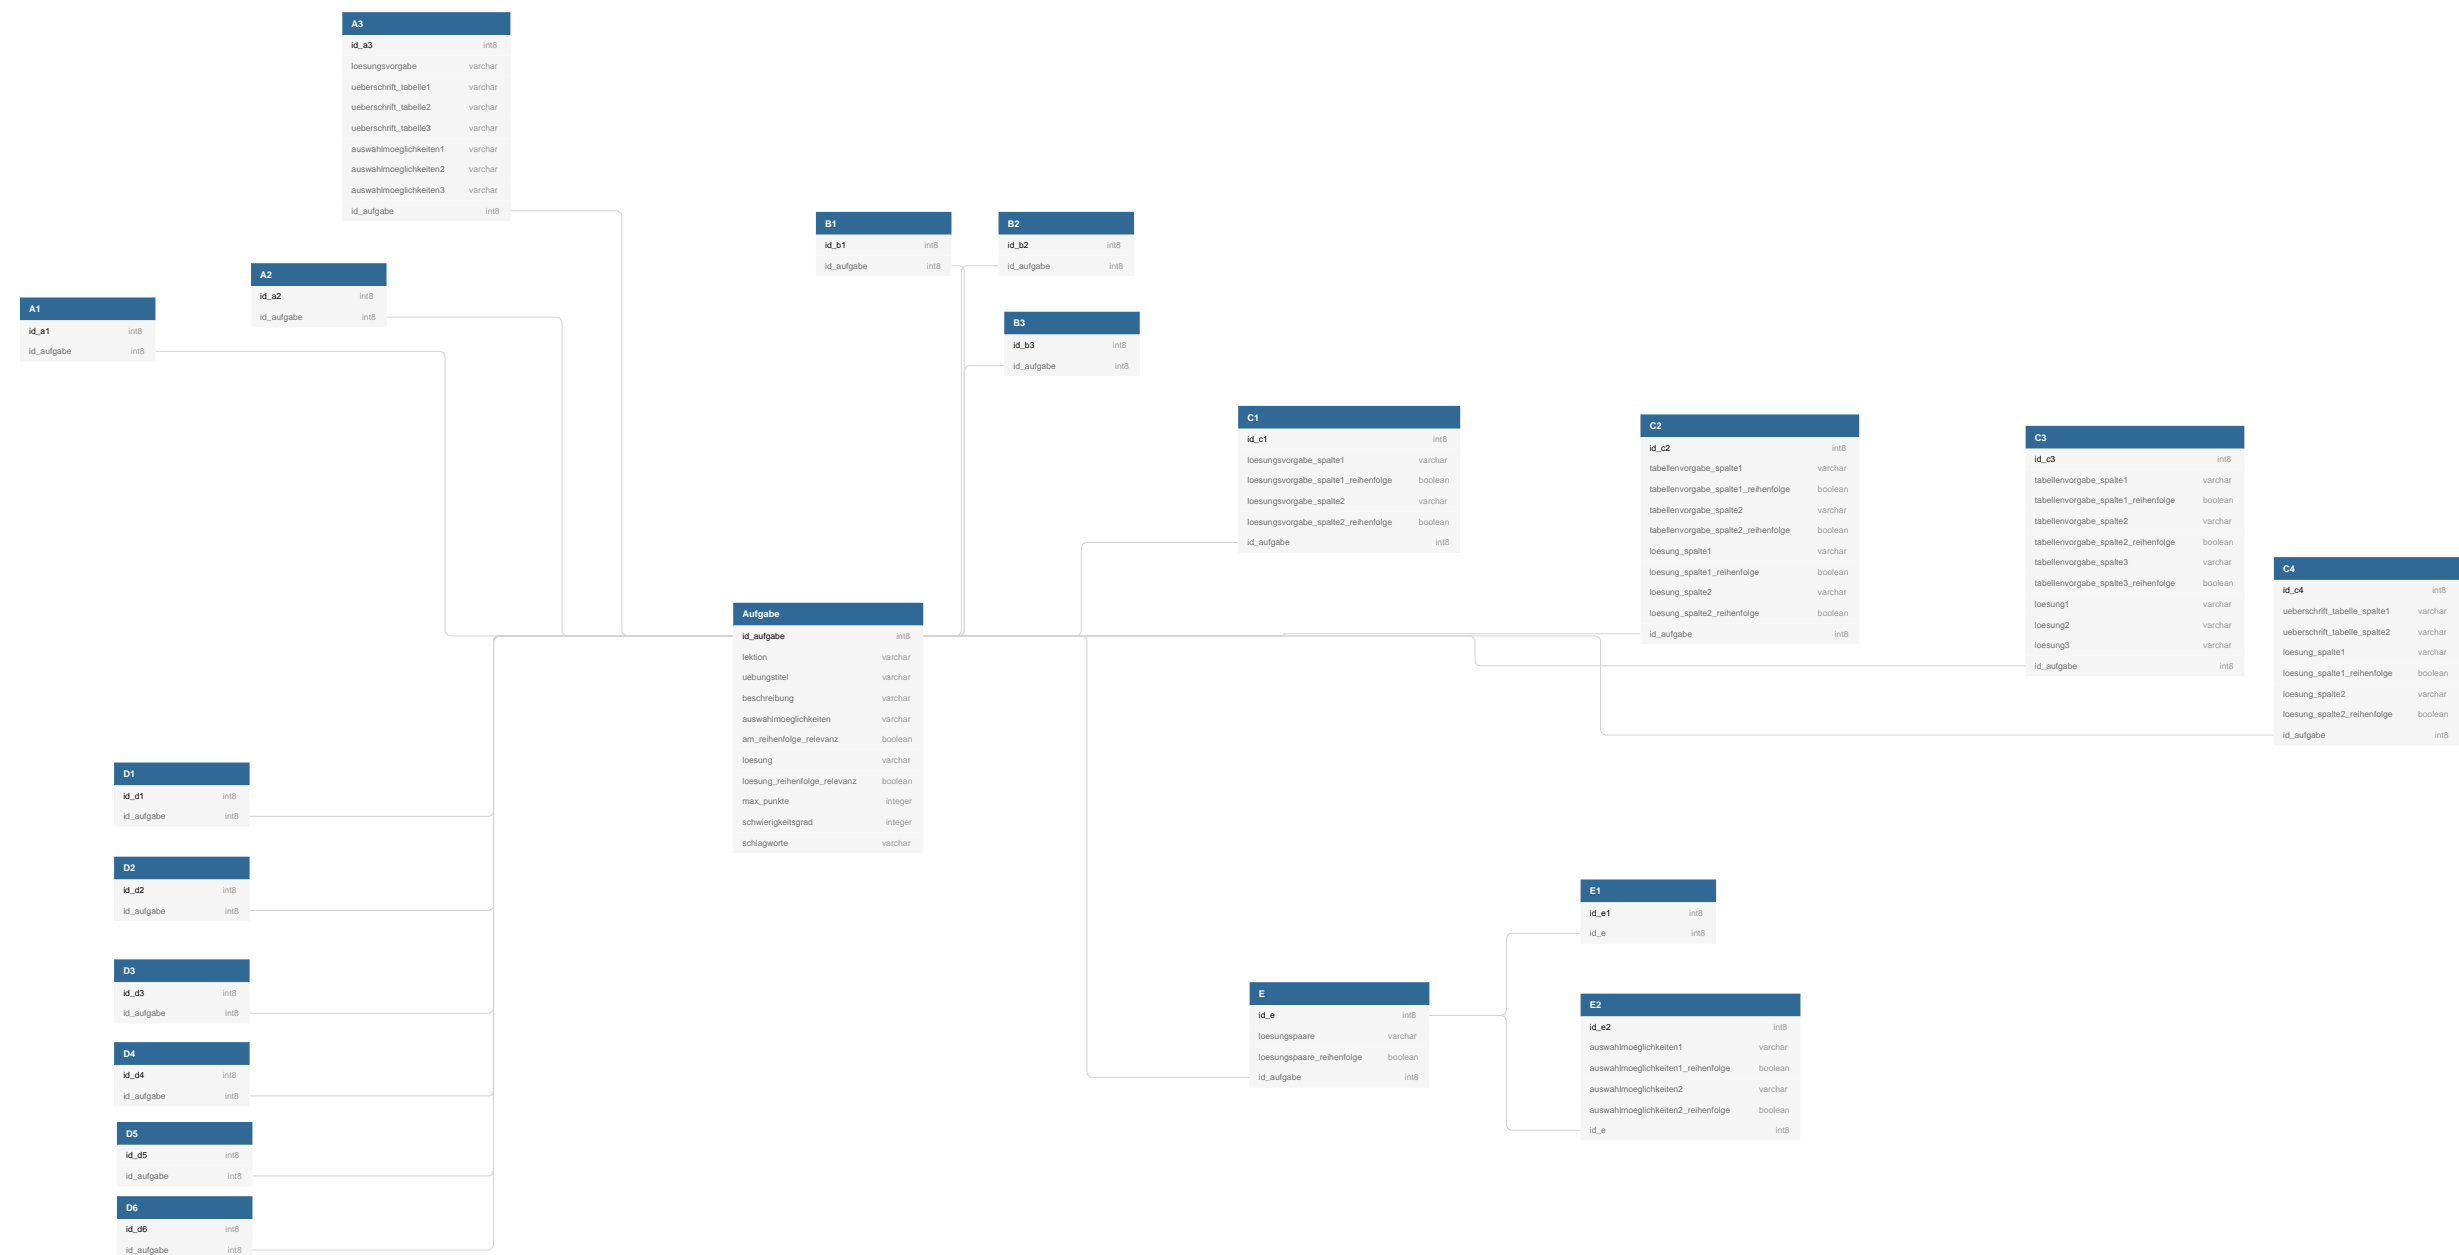 A3
id_a3 int8
loesungsvorgabe varchar
ueberschrift_tabelle1 varchar
ueberschrift_tabelle2 varchar
ueberschrift_tabelle3 varchar
auswahlmoeglichkeiten1 varchar
auswahlmoeglichkeiten2 varchar
auswahlmoeglichkeiten3 varchar
id_aufgabe int8
A2
id_a2 int8
id_aufgabe int8
A1
id_a1 int8
id_aufgabe int8
B1
id_b1 int8
id_aufgabe int8
B2
id_b2 int8
id_aufgabe int8
B3
id_b3 int8
id_aufgabe int8
C1
id_c1 int8
loesungsvorgabe_spalte1 varchar
loesungsvorgabe_spalte1_reihenfolge boolean
loesungsvorgabe_spalte2 varchar
loesungsvorgabe_spalte2_reihenfolge boolean
id_aufgabe int8
C2
id_c2 int8
tabellenvorgabe_spalte1 varchar
tabellenvorgabe_spalte1_reihenfolge boolean
tabellenvorgabe_spalte2 varchar
tabellenvorgabe_spalte2_reihenfolge boolean
loesung_spalte1 varchar
loesung_spalte1_reihenfolge boolean
loesung_spalte2 varchar
loesung_spalte2_reihenfolge boolean
id_aufgabe int8
C3
id_c3 int8
tabellenvorgabe_spalte1 varchar
tabellenvorgabe_spalte1_reihenfolge boolean
tabellenvorgabe_spalte2 varchar
tabellenvorgabe_spalte2_reihenfolge boolean
tabellenvorgabe_spalte3 varchar
tabellenvorgabe_spalte3_reihenfolge boolean
loesung1 varchar
loesung2 varchar
loesung3 varchar
id_aufgabe int8
C4
id_c4 int8
ueberschrift_tabelle_spalte1 varchar
ueberschrift_tabelle_spalte2 varchar
loesung_spalte1 varchar
loesung_spalte1_reihenfolge boolean
loesung_spalte2 varchar
loesung_spalte2_reihenfolge boolean
id_aufgabe int8
Aufgabe
id_aufgabe int8
lektion varchar
uebungstitel varchar
beschreibung varchar
auswahlmoeglichkeiten varchar
am_reihenfolge_relevanz boolean
loesung varchar
loesung_reihenfolge_relevanz boolean
max_punkte integer
schwierigkeitsgrad integer
schlagworte varchar
D1
id_d1 int8
id_aufgabe int8
D2
id_d2 int8
id_aufgabe int8
D3
id_d3 int8
id_aufgabe int8
D4
id_d4 int8
id_aufgabe int8
D5
id_d5 int8
id_aufgabe int8
D6
id_d6 int8
id_aufgabe int8
E1
id_e1 int8
id_e int8
E
id_e int8
loesungspaare varchar
loesungspaare_reihenfolge boolean
id_aufgabe int8
E2
id_e2 int8
auswahlmoeglichkeiten1 varchar
auswahlmoeglichkeiten1_reihenfolge boolean
auswahlmoeglichkeiten2 varchar
auswahlmoeglichkeiten2_reihenfolge boolean
id_e int8